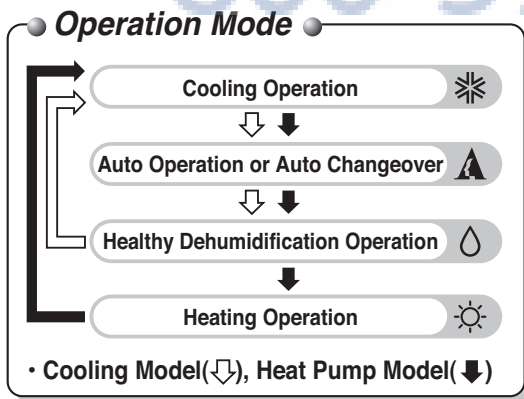 Operation Mode
Cooling Operation
Auto Operation or Auto Changeover
Healthy Dehumidification Operation
Heating Operation
· Cooling Model(⇩), Heat Pump Model(⬇)